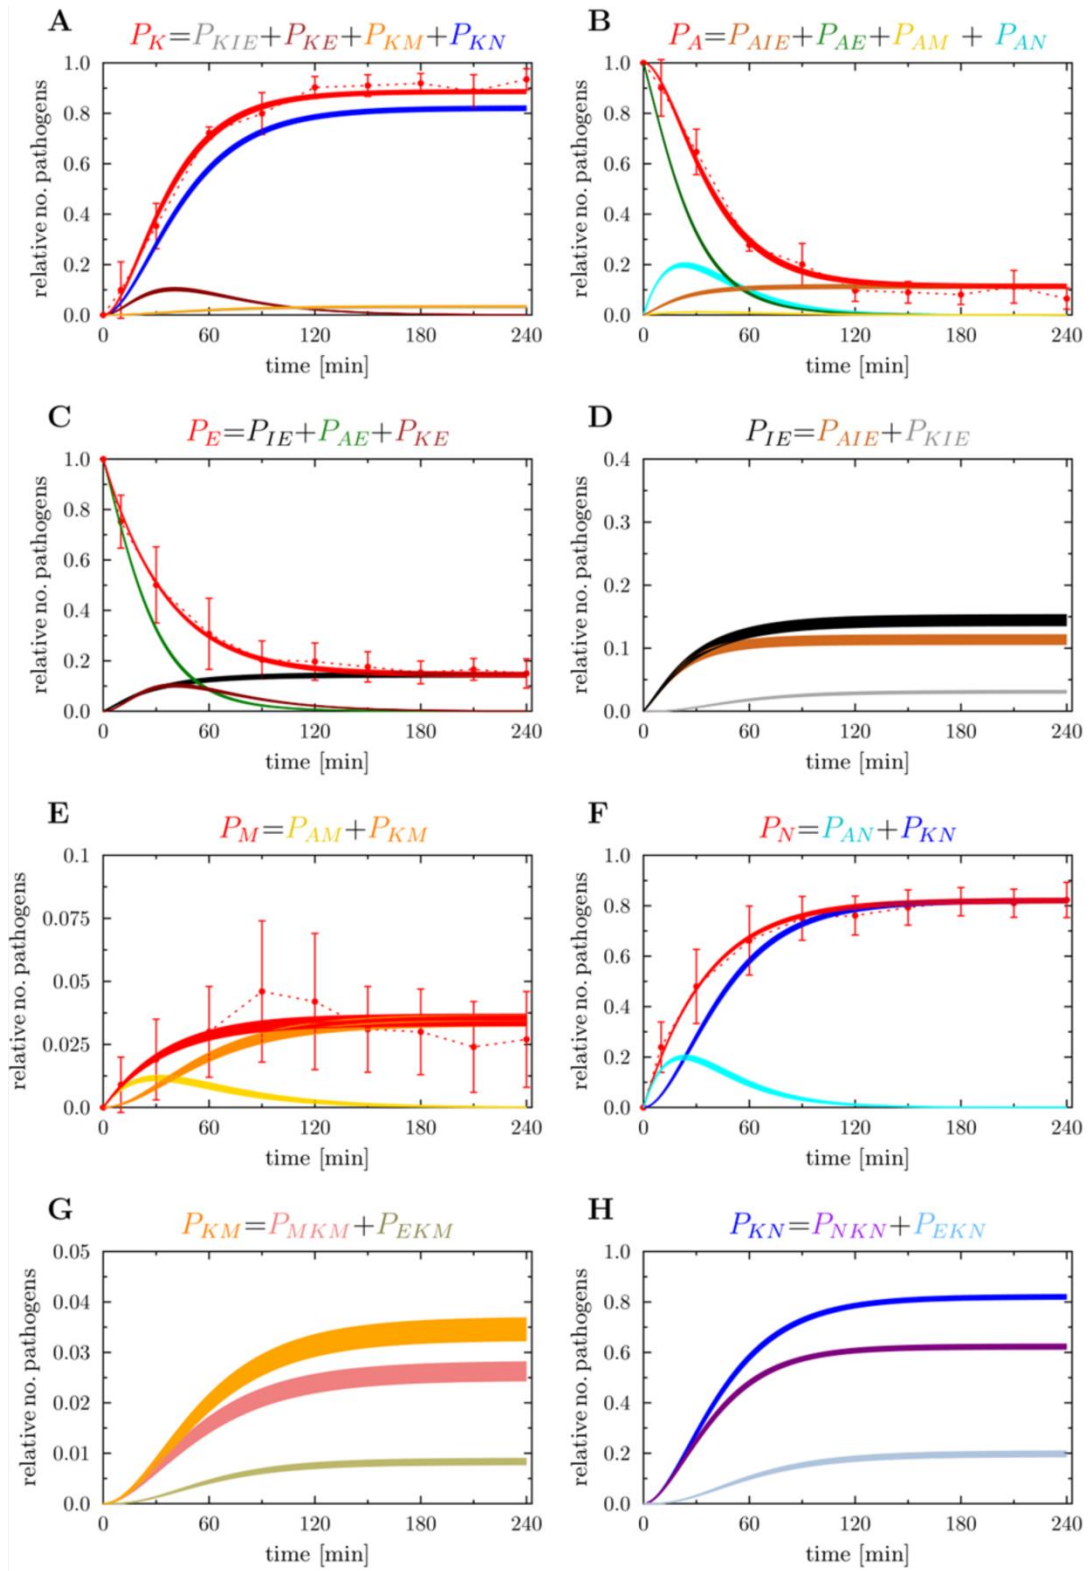 A
P_K=P_KIE+P_KE+P_KM+P_KN
relative no. pathogens
1.0
0.8
0.6
0.4
0.2
0.0
0 60 120 180 240
time [min]
B
P_A=P_AIE+P_AE+P_AM + P_AN
relative no. pathogens
1.0
0.8
0.6
0.4
0.2
0.0
0 60 120 180 240
time [min]
C
P_E=P_IE+P_AE+P_KE
relative no. pathogens
1.0
0.8
0.6
0.4
0.2
0.0
0 60 120 180 240
time [min]
D
P_IE=P_AIE+P_KIE
relative no. pathogens
0.4
0.3
0.2
0.1
0.0
0 60 120 180 240
time [min]
E
P_M=P_AM+P_KM
relative no. pathogens
0.1
0.075
0.05
0.025
0.0
0 60 120 180 240
time [min]
F
P_N=P_AN+P_KN
relative no. pathogens
1.0
0.8
0.6
0.4
0.2
0.0
0 60 120 180 240
time [min]
G
P_KM=P_MKM+P_EKM
relative no. pathogens
0.05
0.04
0.03
0.02
0.01
0.0
0 60 120 180 240
time [min]
H
P_KN=P_NKN+P_EKN
relative no. pathogens
1.0
0.8
0.6
0.4
0.2
0.0
0 60 120 180 240
time [min]